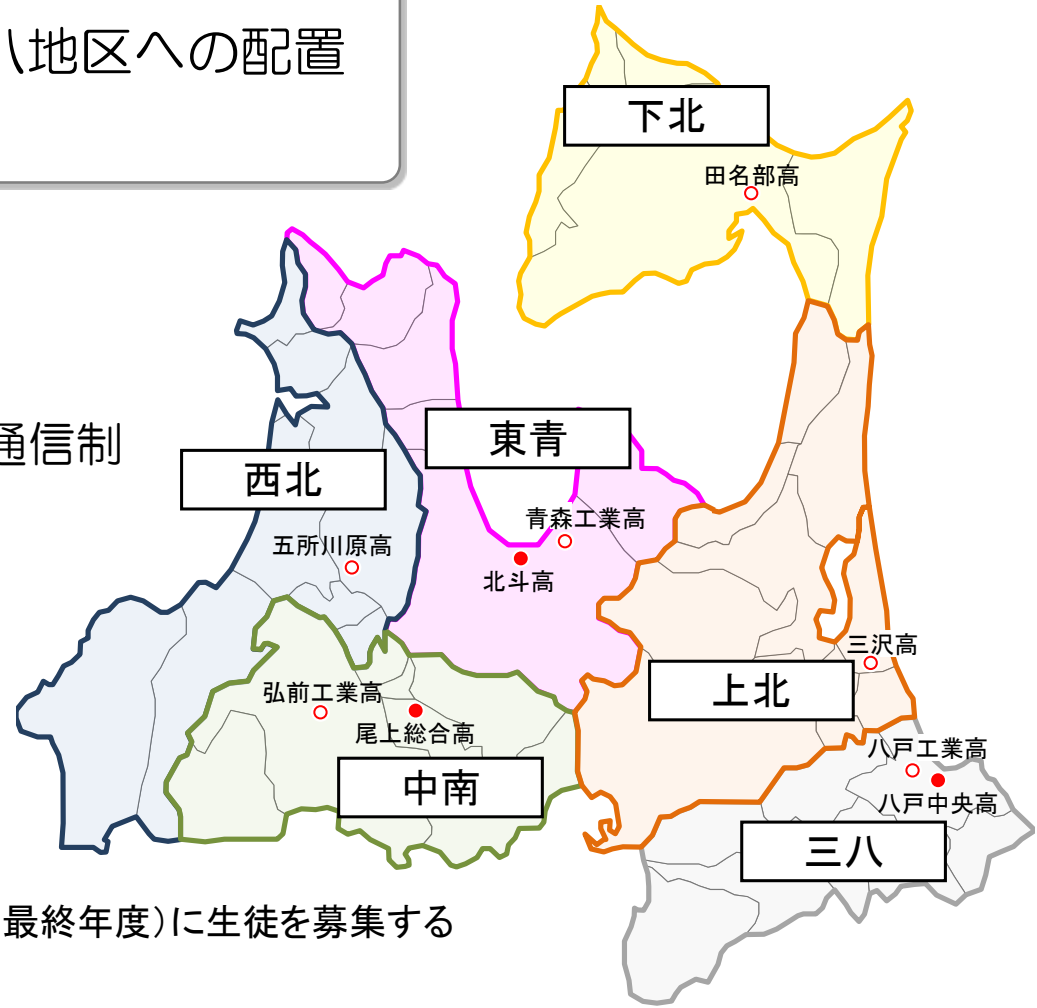 地区への配置
下北
田名部高
東青
通信制
西北
青森工業高
五所川原高
北斗高
三沢高
上北
弘前工業高
尾上総合高
八戸工業高
中南
八戸中央高
三八
最終年度)に生徒を募集する